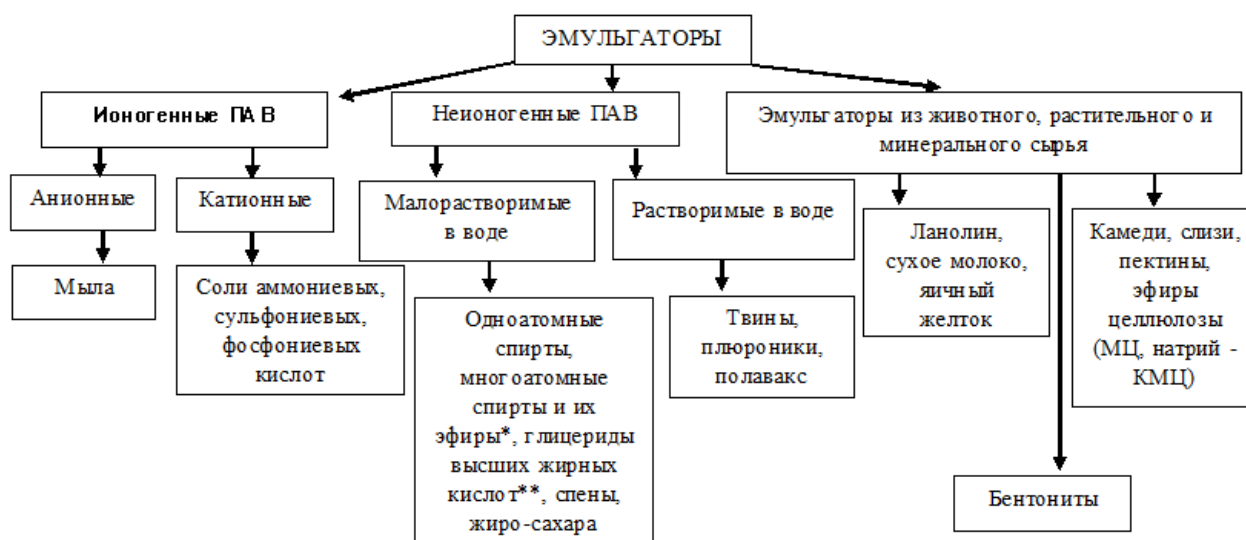 ЭМУЛЬГАТОРЫ
Ионогенные ПАВ
Неионогенные ПАВ
Эмульгаторы из животного, растительного и
минерального сырья
Анионные
Катионные
Малорастворимые
в воде
Растворимые в воде
Ланолин,
сухое молоко,
яичный
желток
Камеди, слизи,
пектины,
эфиры
целлюлозы
(МЦ, натрий -
КМЦ)
Мыла
Соли аммониевых,
сульфониевых,
фосфониевых
кислот
Одноатомные
спирты,
многоатомные
спирты и их
эфиры*, глицериды
высших жирных
кислот**, спены,
жиро-сахара
Твины,
плюроники,
полавакс
Бентониты